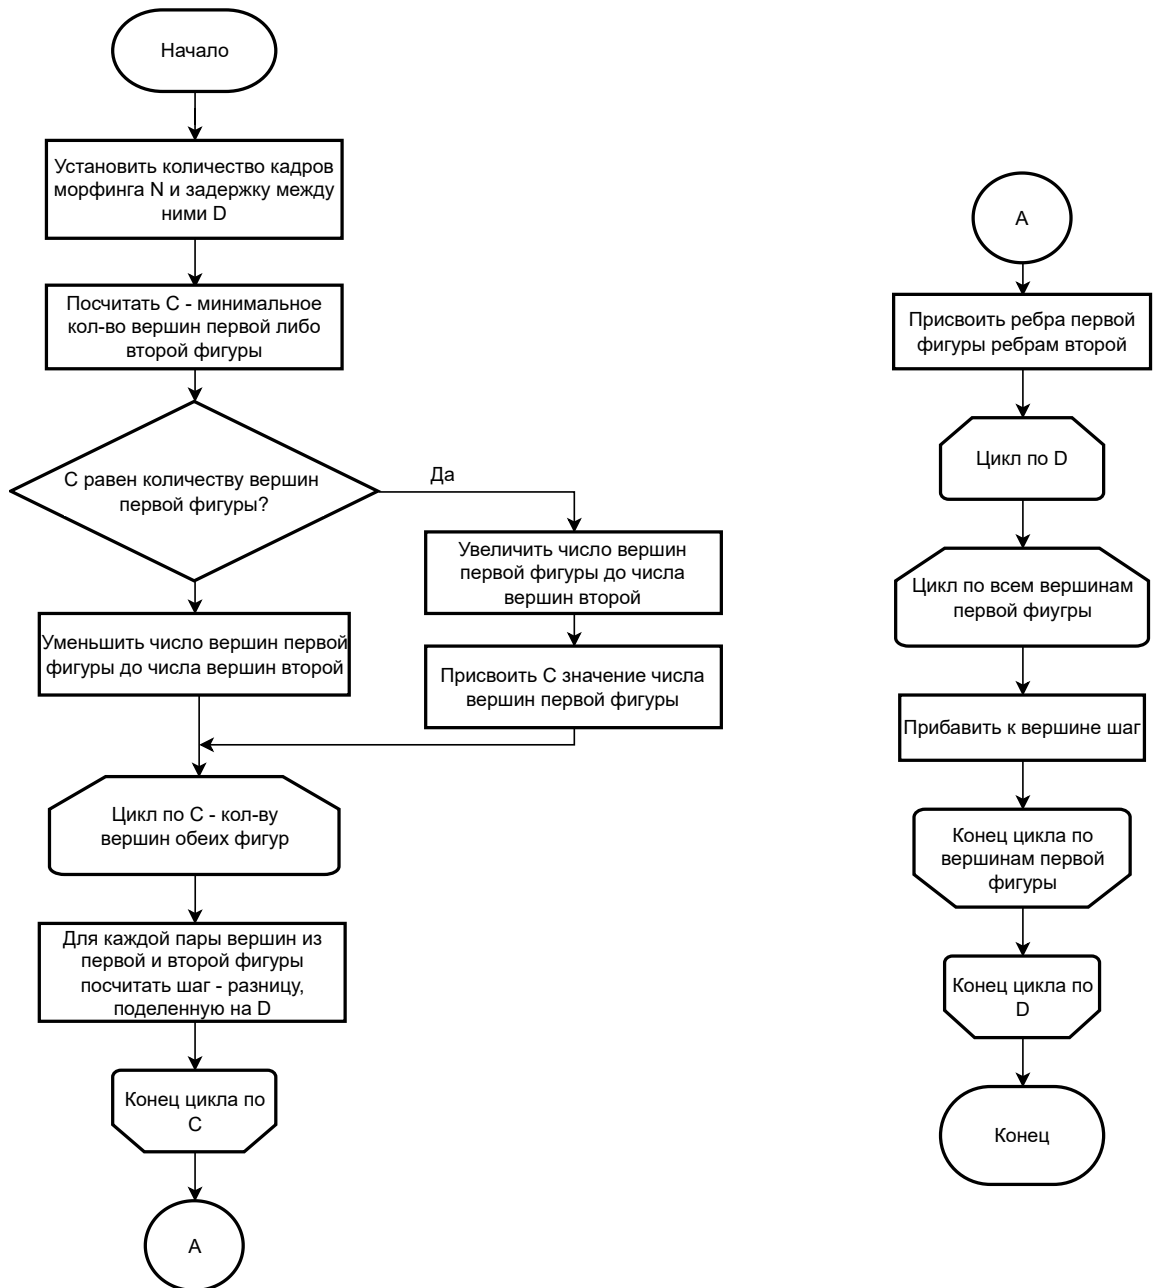 Начало
Установить количество кадров
морфинга N и задержку между
ними D
Посчитать C - минимальное
кол-во вершин первой либо
второй фигуры
C равен количеству вершин
первой фигуры?
Да
Увеличить число вершин
первой фигуры до числа
вершин второй
Присвоить C значение числа
вершин первой фигуры
Уменьшить число вершин первой
фигуры до числа вершин второй
Цикл по C - кол-ву
вершин обеих фигур
Для каждой пары вершин из
первой и второй фигуры
посчитать шаг - разницу,
поделенную на D
Конец цикла по
C
A
A
Присвоить ребра первой
фигуры ребрам второй
Цикл по D
Цикл по всем вершинам
первой фиугры
Прибавить к вершине шаг
Конец цикла по
вершинам первой
фигуры
Конец цикла по
D
Конец